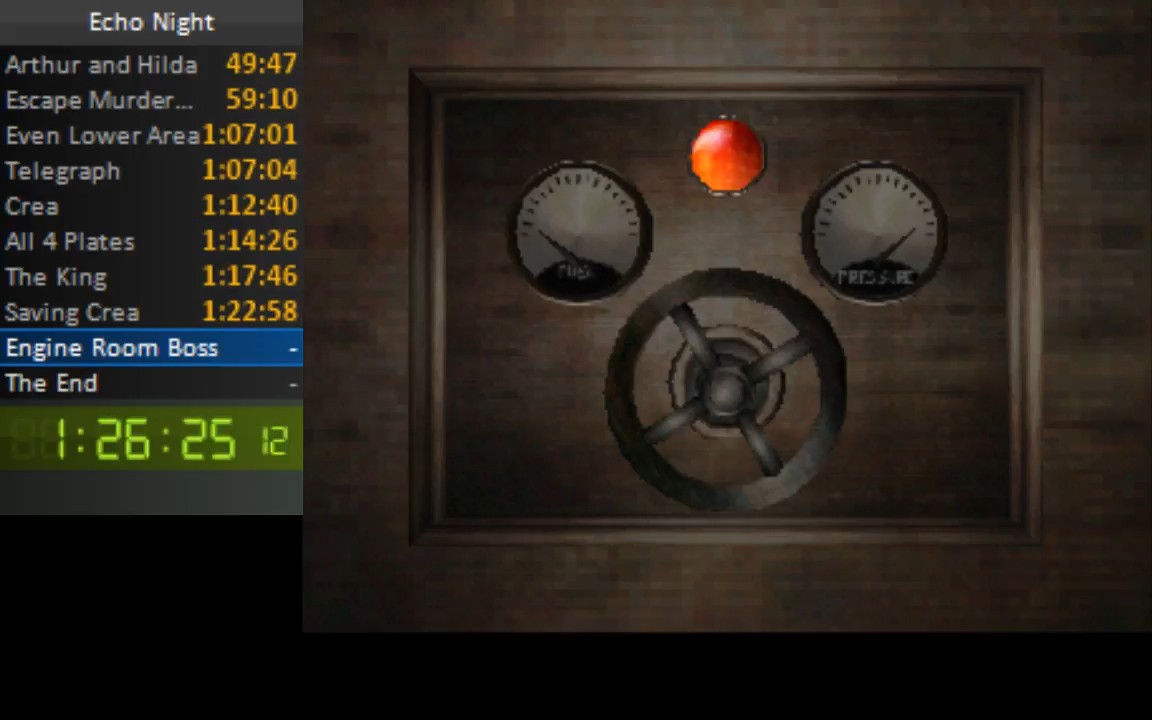 Echo Night
Arthur and Hilda 49:47
Escape Murder... 59:10
Even Lower Area 1:07:01
Telegraph 1:07:04
Crea 1:12:40
All 4 Plates 1:14:26
The King 1:17:46
Saving Crea 1:22:58
Engine Room Boss -
The End -
1:26:25 12
PRESSURE